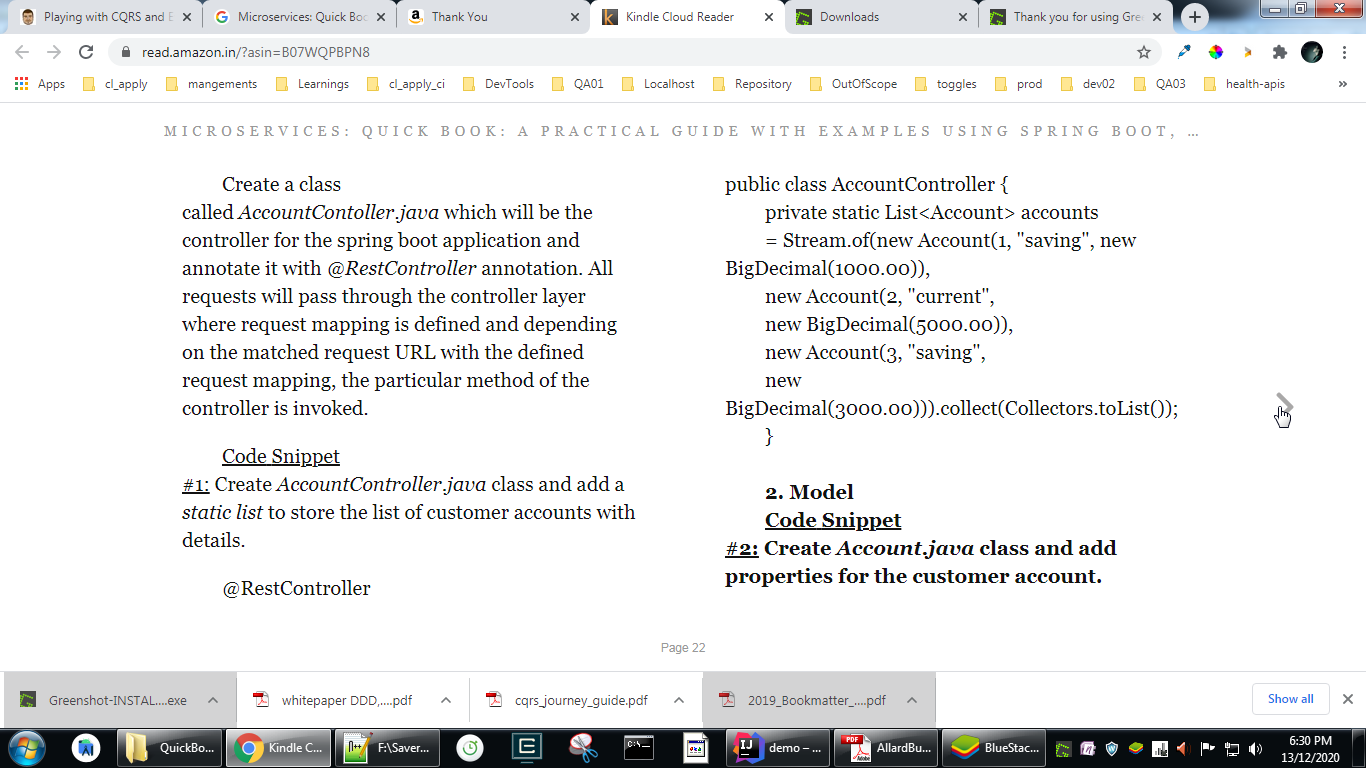 Playing with CQRS and E
Microservices: Quick Boo
Thank You
Kindle Cloud Reader
Downloads
Thank you for using Gre
read.amazon.in/?asin=B07WQPBPN8
Apps
cl_apply
mangements
Learnings
cl_apply_ci
DevTools
QA01
Localhost
Repository
OutOfScope
toggles
prod
dev02
QA03
health-apis
»
MICROSERVICES: QUICK BOOK: A PRACTICAL GUIDE WITH EXAMPLES USING SPRING BOOT, …
Create a class
called AccountContoller.java which will be the
controller for the spring boot application and
annotate it with @RestController annotation. All
requests will pass through the controller layer
where request mapping is defined and depending
on the matched request URL with the defined
request mapping, the particular method of the
controller is invoked.
Code Snippet
#1: Create AccountController.java class and add a
static list to store the list of customer accounts with
details.
@RestController
public class AccountController {
private static List<Account> accounts
= Stream.of(new Account(1, "saving", new
BigDecimal(1000.00)),
new Account(2, "current",
new BigDecimal(5000.00)),
new Account(3, "saving",
new
BigDecimal(3000.00))).collect(Collectors.toList());
}
2. Model
Code Snippet
#2: Create Account.java class and add
properties for the customer account.
Page 22
Greenshot-INSTAL....exe
whitepaper DDD,....pdf
cqrs_journey_guide.pdf
2019_Bookmatter_....pdf
Show all
QuickBo...
Kindle C...
F:\Saver...
demo – ...
AllardBu...
BlueStac...
6:30 PM
13/12/2020